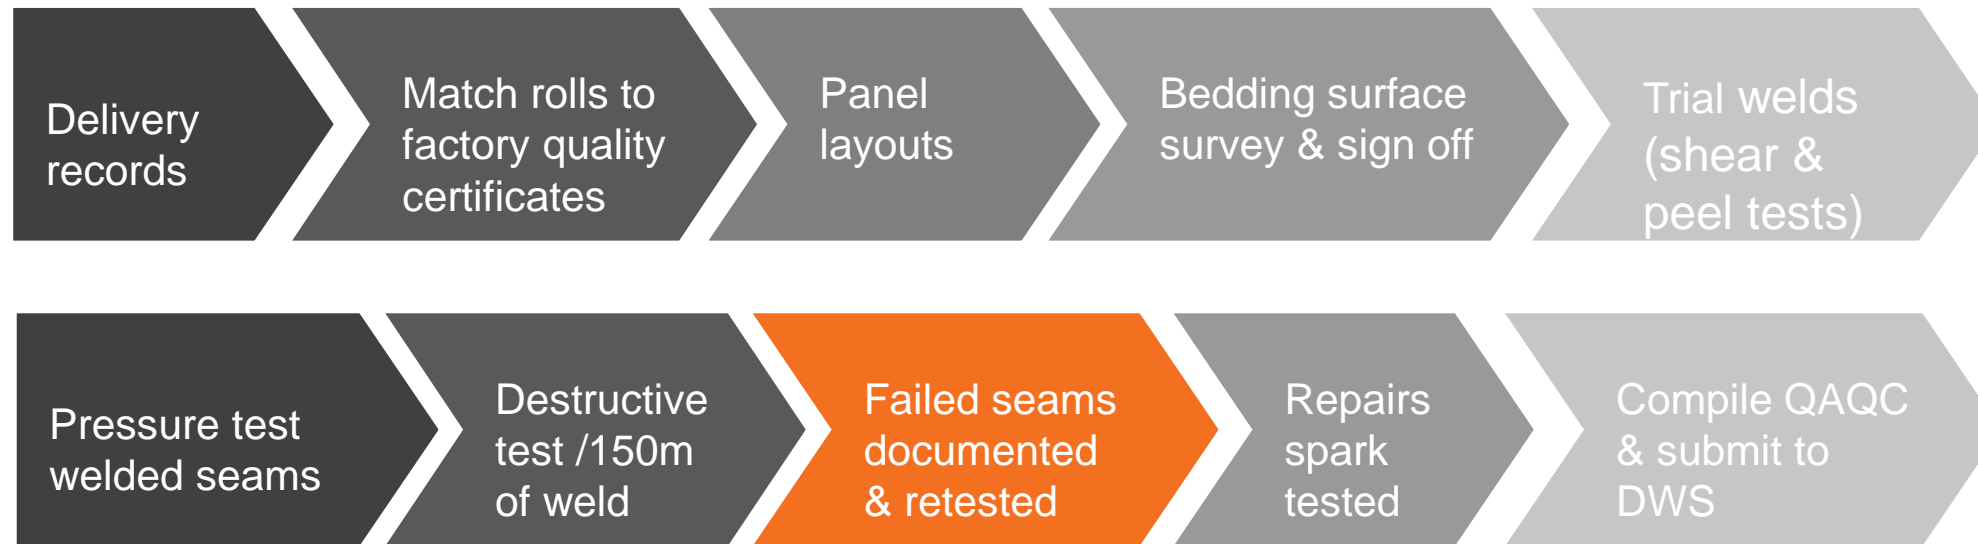 Delivery
records
Match rolls to
factory quality
certificates
Panel
layouts
Bedding surface
survey & sign off
Trial welds
(shear &
peel tests)
Pressure test
welded seams
Destructive
test /150m
of weld
Failed seams
documented
& retested
Repairs
spark
tested
Compile QAQC
& submit to
DWS